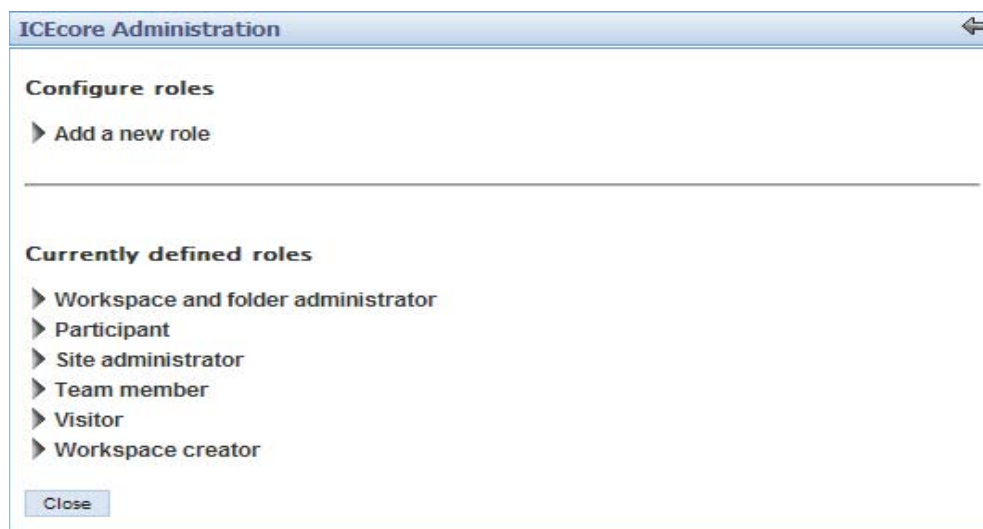 ICEcore Administration
Configure roles
Add a new role
Currently defined roles
Workspace and folder administrator
Participant
Site administrator
Team member
Visitor
Workspace creator
Close